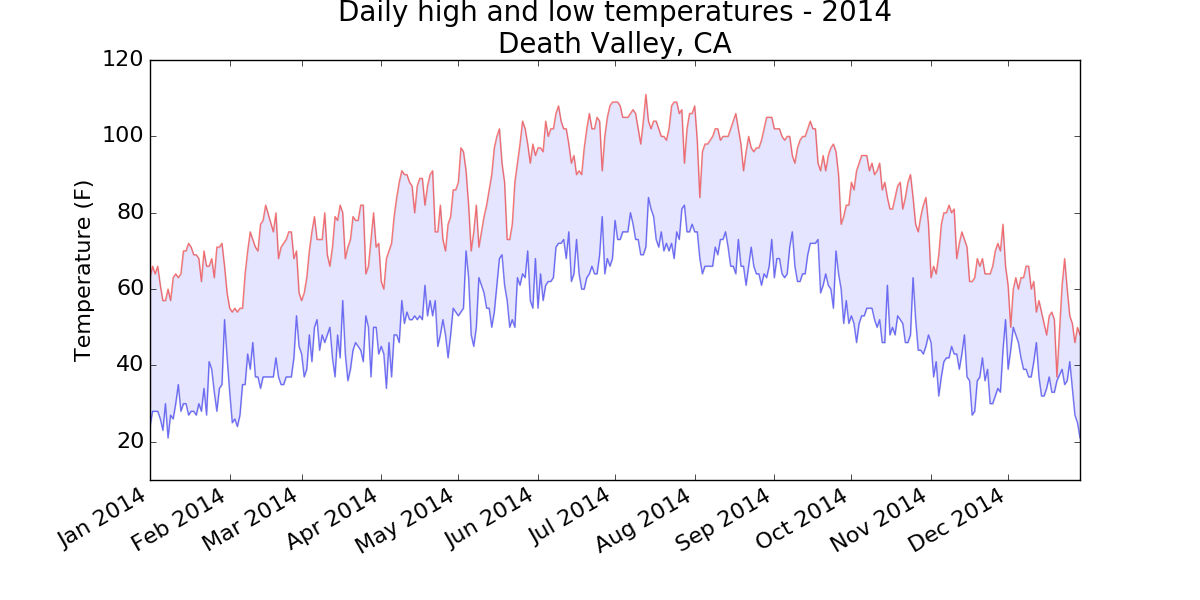 Daily high and low temperatures - 2014
Death Valley, CA
Temperature (F)
120
100
80
60
40
20
Jan 2014
Feb 2014
Mar 2014
Apr 2014
May 2014
Jun 2014
Jul 2014
Aug 2014
Sep 2014
Oct 2014
Nov 2014
Dec 2014